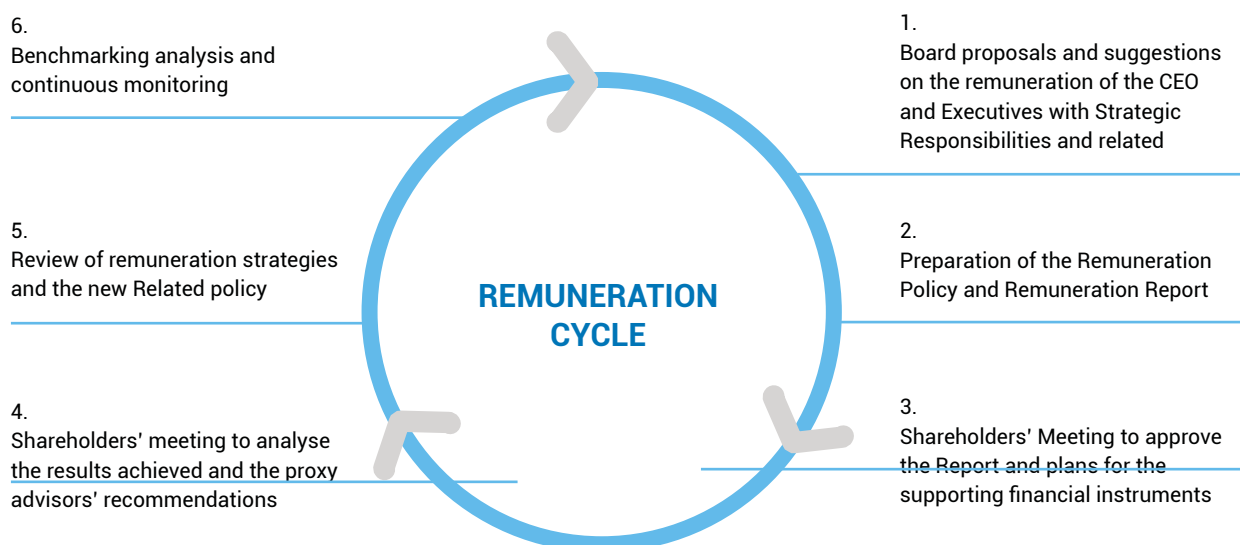 6.
Benchmarking analysis and
continuous monitoring
1.
Board proposals and suggestions
on the remuneration of the CEO
and Executives with Strategic
Responsibilities and related
5.
Review of remuneration strategies
and the new Related policy
2.
Preparation of the Remuneration
Policy and Remuneration Report
REMUNERATION
CYCLE
4.
Shareholders' meeting to analyse
the results achieved and the proxy
advisors' recommendations
3.
Shareholders' Meeting to approve
the Report and plans for the
supporting financial instruments